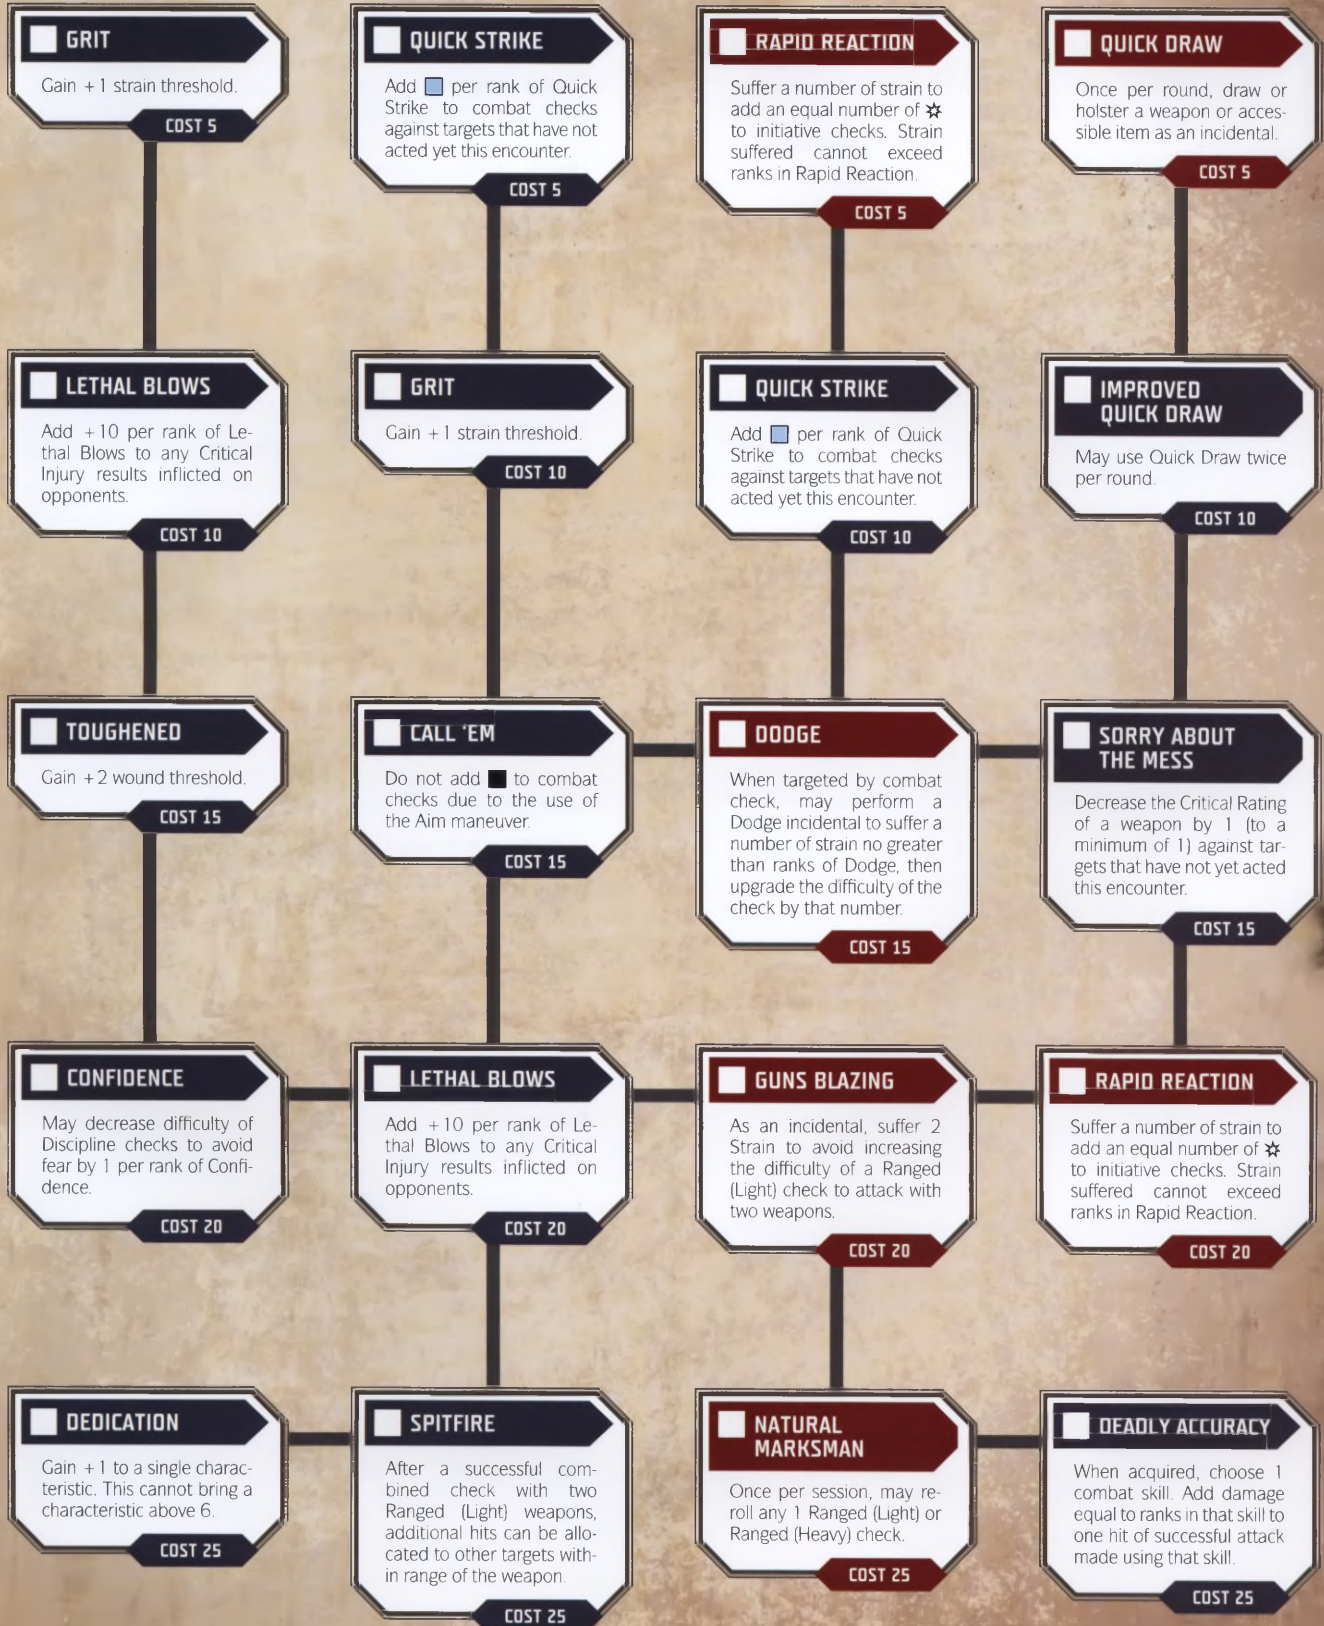 GRIT
Gain +1 strain threshold.
COST 5
QUICK STRIKE
Add per rank of Quick
Strike to combat checks
against targets that have not
acted yet this encounter.
COST 5
RAPID REACTION
Suffer a number of strain to
add an equal number of
to initiative checks. Strain
suffered cannot exceed
ranks in Rapid Reaction.
COST 5
QUICK DRAW
Once per round, draw or
holster a weapon or acces-
sible item as an incidental.
COST 5
LETHAL BLOWS
Add +10 per rank of Le-
thal Blows to any Critical
Injury results inflicted on
opponents.
COST 10
GRIT
Gain +1 strain threshold.
COST 10
QUICK STRIKE
Add per rank of Quick
Strike to combat checks
against targets that have not
acted yet this encounter.
COST 10
IMPROVED
QUICK DRAW
May use Quick Draw twice
per round.
COST 10
TOUGHENED
Gain +2 wound threshold.
COST 15
CALL 'EM
Do not add to combat
checks due to the use of
the Aim maneuver.
COST 15
DODGE
When targeted by combat
check, may perform a
Dodge incidental to suffer a
number of strain no greater
than ranks of Dodge, then
upgrade the difficulty of the
check by that number.
COST 15
SORRY ABOUT
THE MESS
Decrease the Critical Rating
of a weapon by 1 (to a
minimum of 1) against tar-
gets that have not yet acted
this encounter.
COST 15
CONFIDENCE
May decrease difficulty of
Discipline checks to avoid
fear by 1 per rank of Confi-
dence.
COST 20
LETHAL BLOWS
Add +10 per rank of Le-
thal Blows to any Critical
Injury results inflicted on
opponents.
COST 20
GUNS BLAZING
As an incidental, suffer 2
Strain to avoid increasing
the difficulty of a Ranged
(Light) check to attack with
two weapons.
COST 20
RAPID REACTION
Suffer a number of strain to
add an equal number of
to initiative checks. Strain
suffered cannot exceed
ranks in Rapid Reaction.
COST 20
DEDICATION
Gain +1 to a single charac-
teristic. This cannot bring a
characteristic above 6.
COST 25
SPITFIRE
After a successful com-
bined check with two
Ranged (Light) weapons,
additional hits can be allo-
cated to other targets with-
in range of the weapon.
COST 25
NATURAL
MARKSMAN
Once per session, may re-
roll any 1 Ranged (Light) or
Ranged (Heavy) check.
COST 25
DEADLY ACCURACY
When acquired, choose 1
combat skill. Add damage
equal to ranks in that skill to
one hit of successful attack
made using that skill.
COST 25